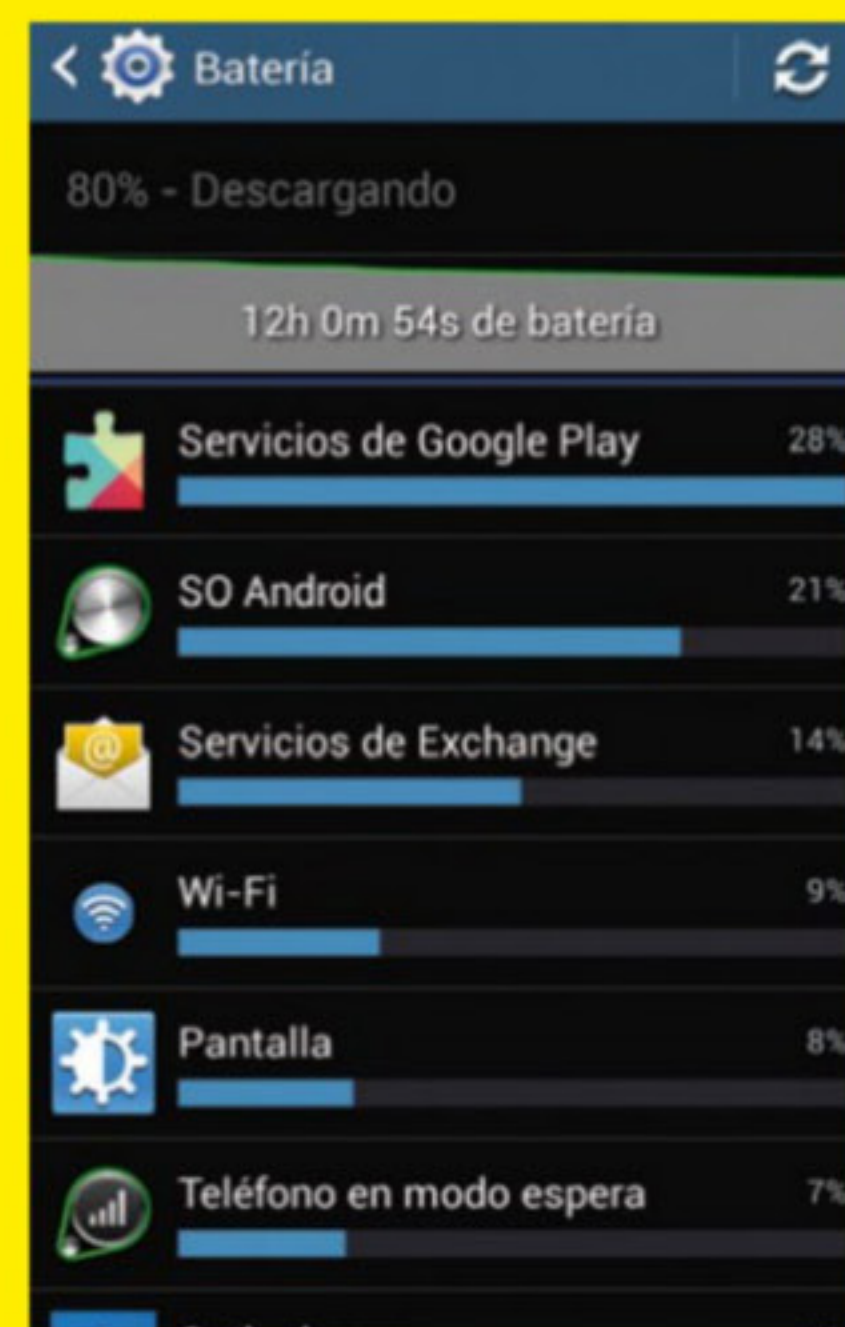 Batería
80% - Descargando
12h 0m 54s de batería
Servicios de Google Play 28%
SO Android 21%
@
Servicios de Exchange 14%
Wi-Fi 9%
Pantalla 8%
Teléfono en modo espera 7%